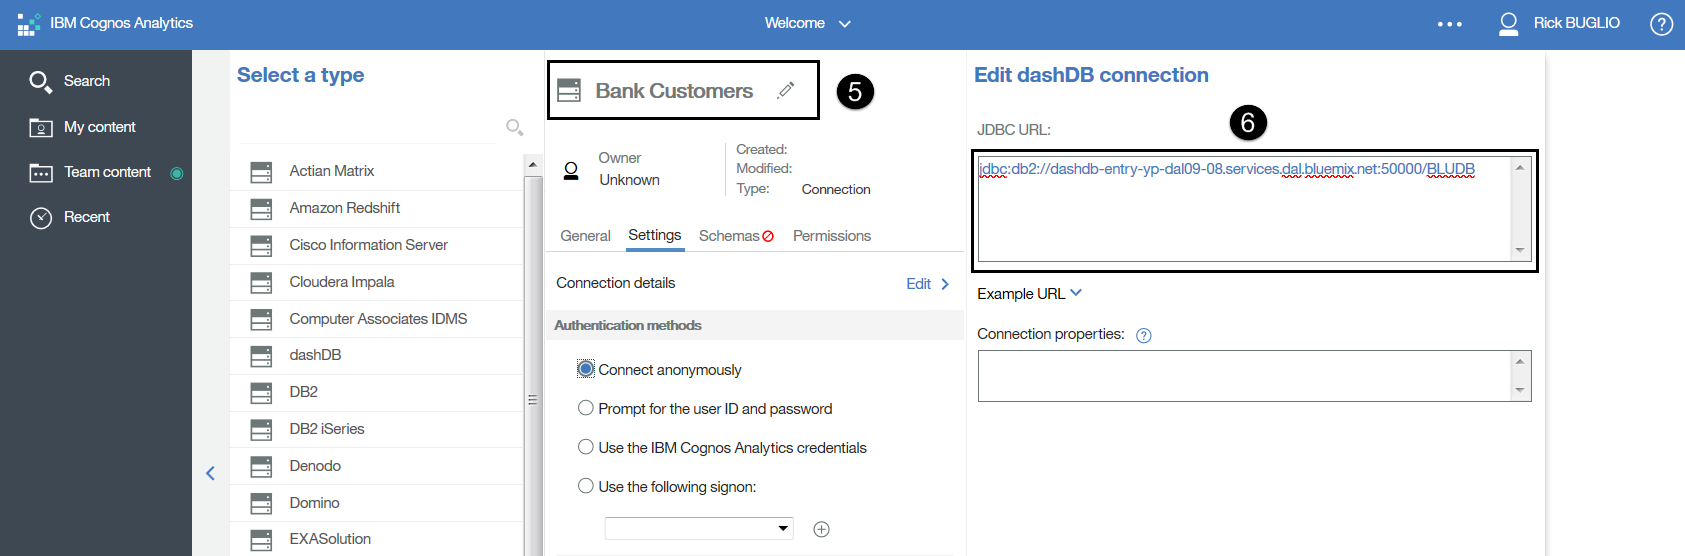 IBM Cognos Analytics
Welcome
Rick BUGLIO
Search
My content
Team content
Recent
Select a type
Actian Matrix
Amazon Redshift
Cisco Information Server
Cloudera Impala
Computer Associates IDMS
dashDB
DB2
DB2 iSeries
Denodo
Domino
EXASolution
Bank Customers
5
Owner
Unknown
Created:
Modified:
Type: Connection
General Settings Schemas Permissions
Connection details Edit
Authentication methods
Connect anonymously
Prompt for the user ID and password
Use the IBM Cognos Analytics credentials
Use the following signon:
Edit dashDB connection
6
JDBC URL:
jdbc:db2://dashdb-entry-yp-dal09-08.services.dal.bluemix.net:50000/BLUDB
Example URL
Connection properties: ?